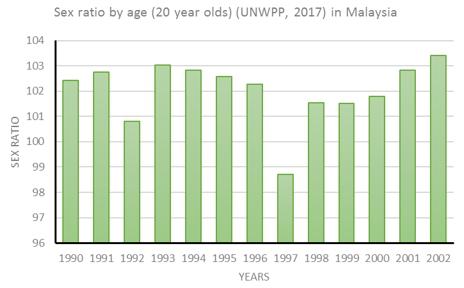 Sex ratio by age (20 year olds) (UNWPP, 2017) in Malaysia
104
103
102
101
100
99
98
97
96
SEX RATIO
1990 1991 1992 1993 1994 1995 1996 1997 1998 1999 2000 2001 2002
YEARS